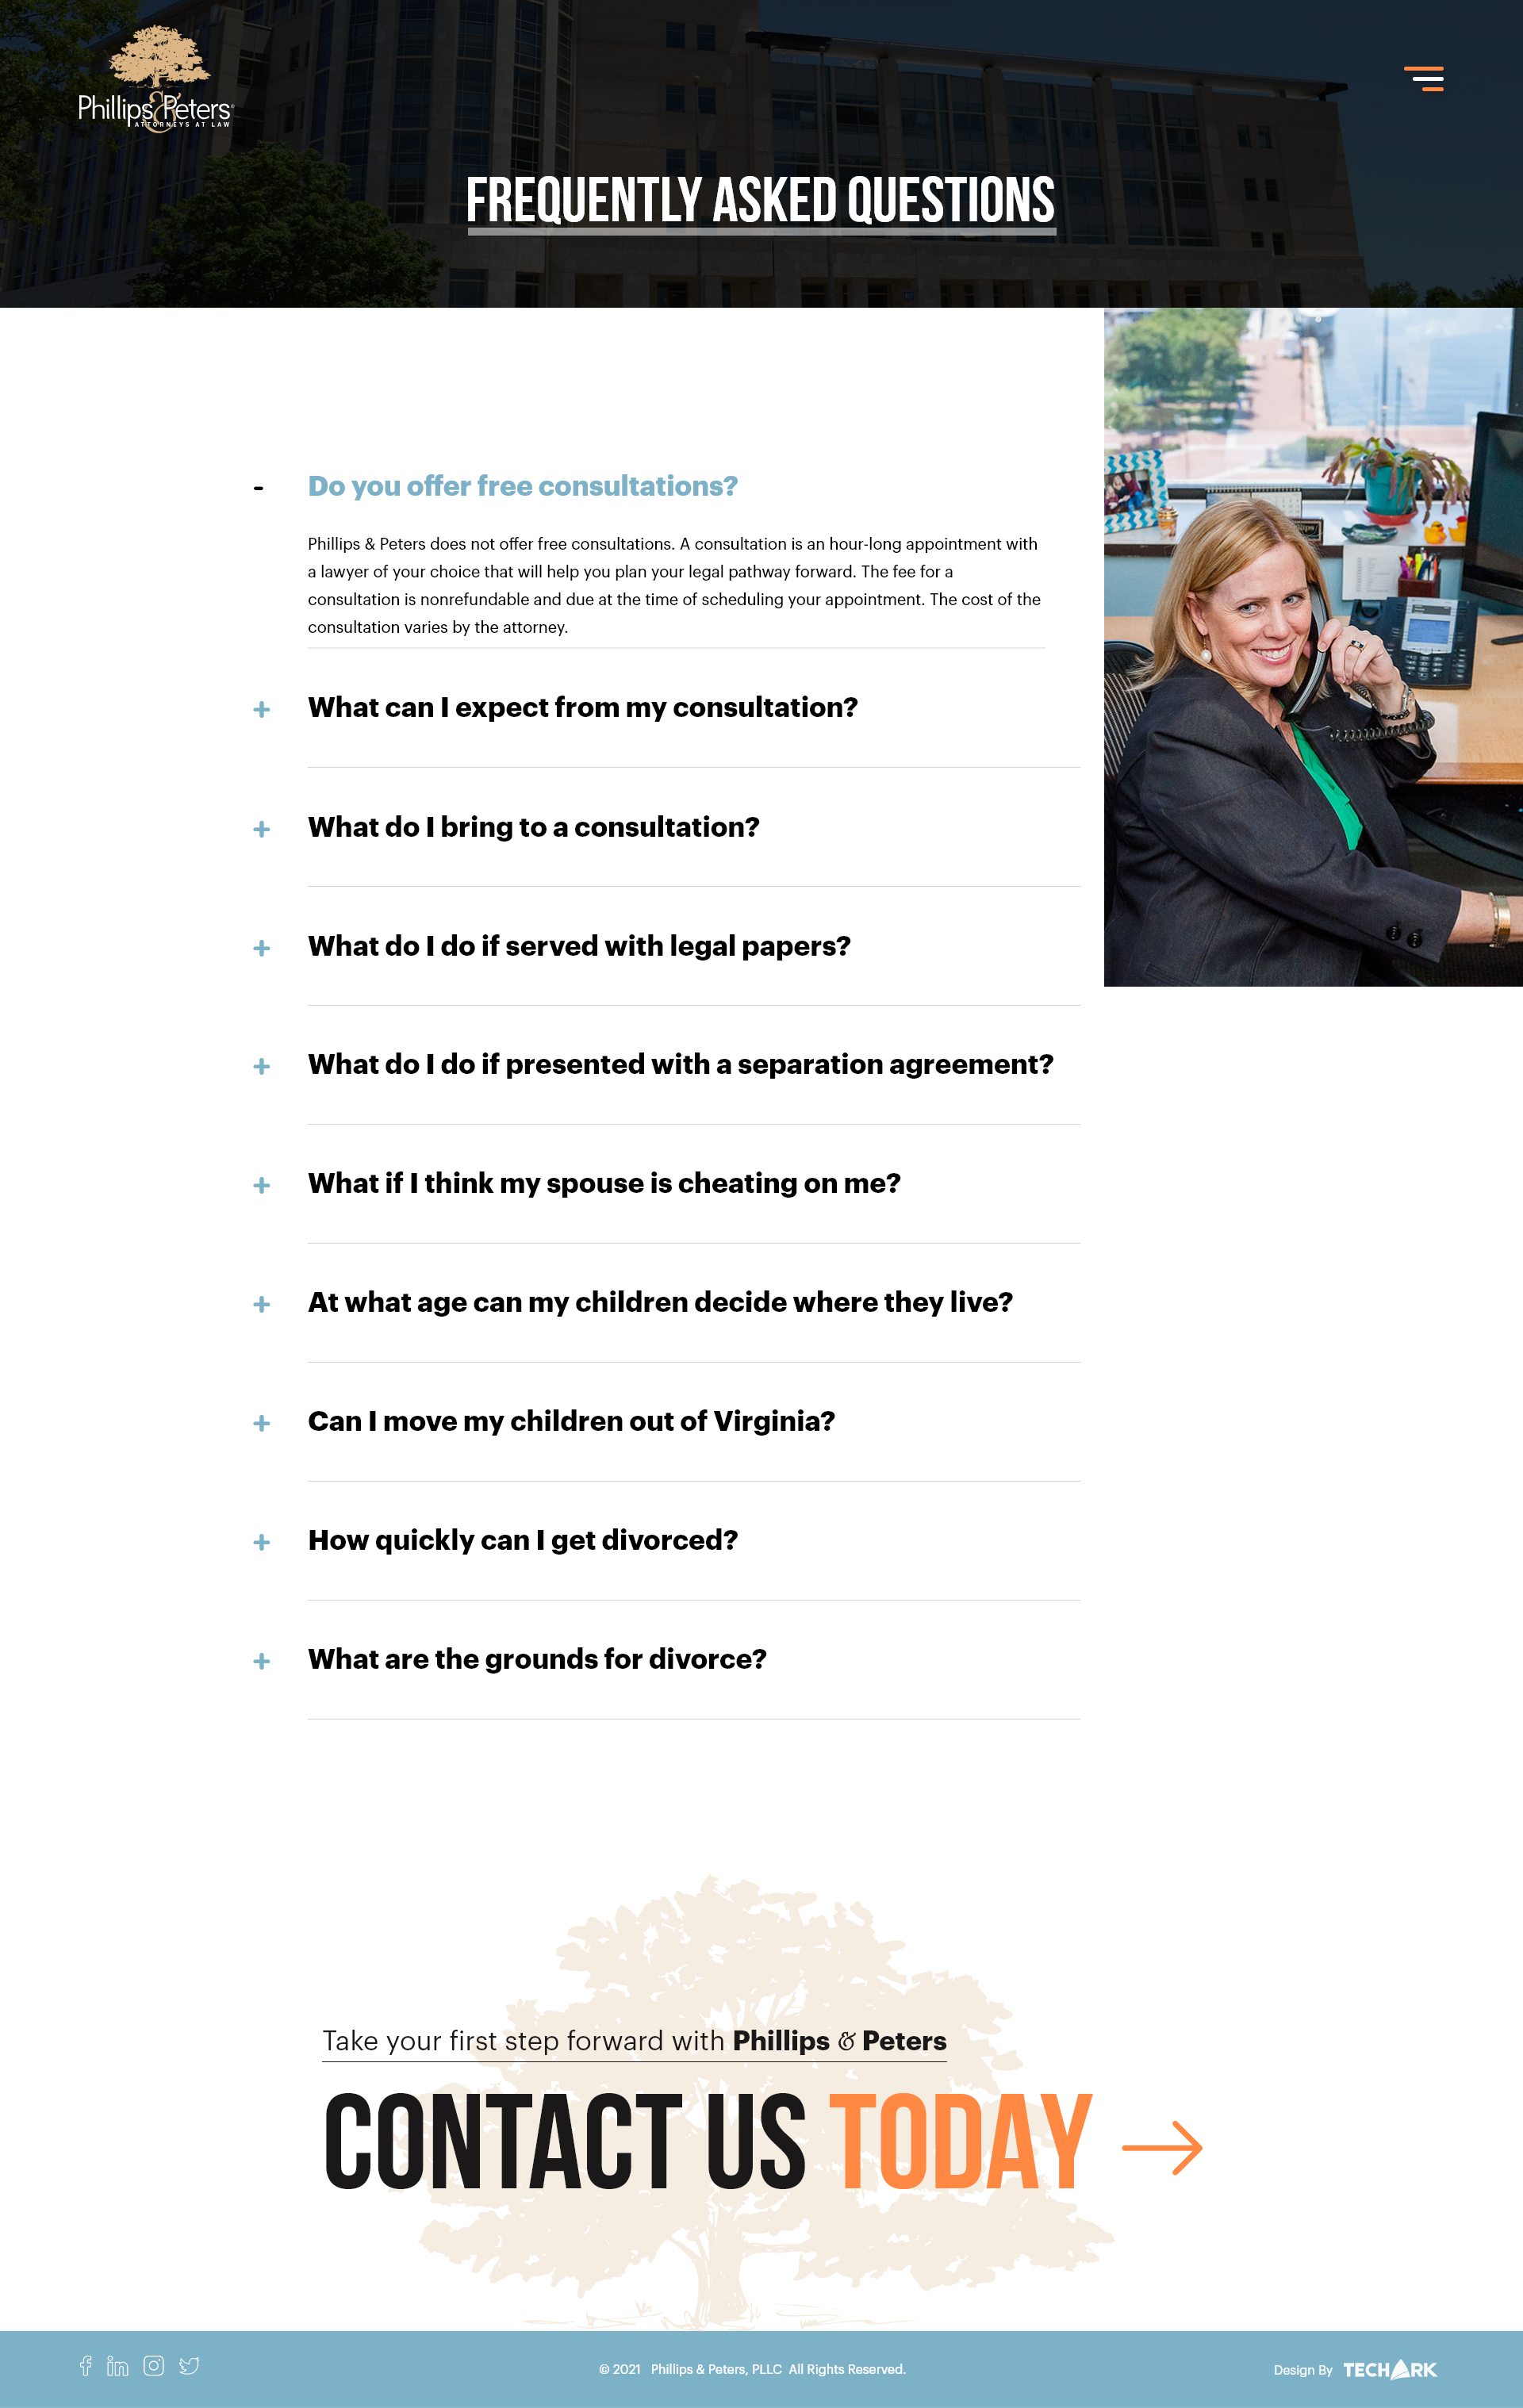 Phillips & Peters
ATTORNEYS AT LAW
FREQUENTLY ASKED QUESTIONS
- Do you offer free consultations?
Phillips & Peters does not offer free consultations. A consultation is an hour-long appointment with
a lawyer of your choice that will help you plan your legal pathway forward. The fee for a
consultation is nonrefundable and due at the time of scheduling your appointment. The cost of the
consultation varies by the attorney.
+ What can I expect from my consultation?
+ What do I bring to a consultation?
+ What do I do if served with legal papers?
+ What do I do if presented with a separation agreement?
+ What if I think my spouse is cheating on me?
+ At what age can my children decide where they live?
+ Can I move my children out of Virginia?
+ How quickly can I get divorced?
+ What are the grounds for divorce?
Take your first step forward with Phillips & Peters
CONTACT US TODAY
© 2021 Phillips & Peters, PLLC All Rights Reserved.
Design By TECHARK